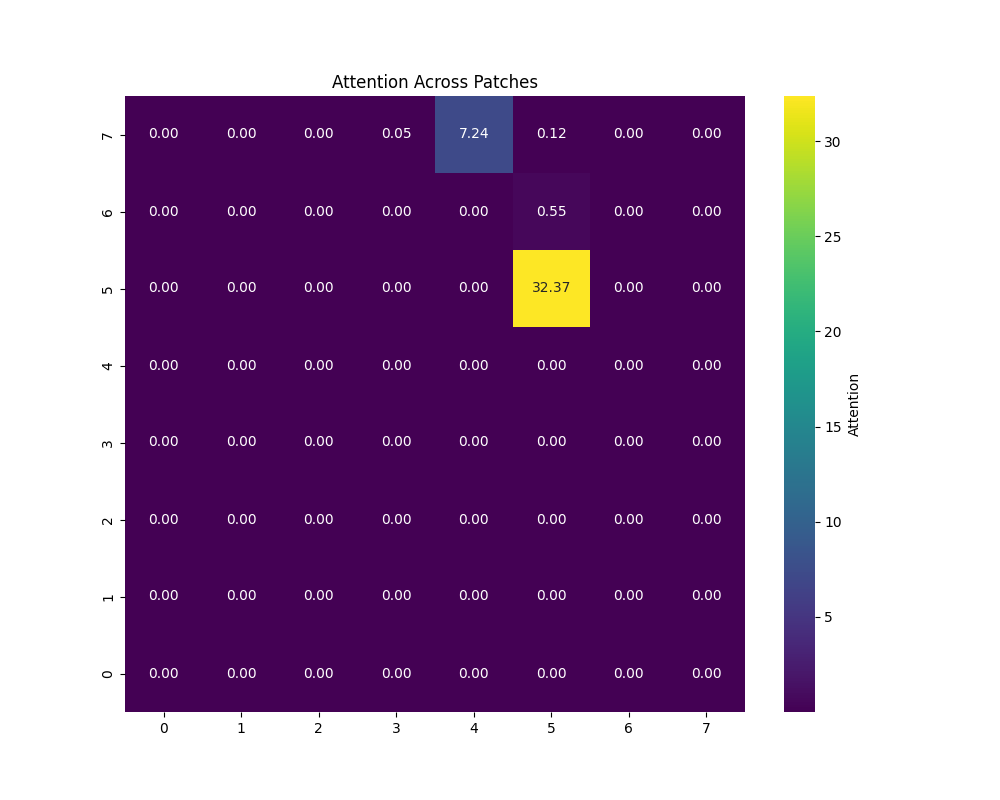 Attention Across Patches
7 0.00 0.00 0.00 0.05 7.24 0.12 0.00 0.00
6 0.00 0.00 0.00 0.00 0.00 0.55 0.00 0.00
5 0.00 0.00 0.00 0.00 0.00 32.37 0.00 0.00
4 0.00 0.00 0.00 0.00 0.00 0.00 0.00 0.00
3 0.00 0.00 0.00 0.00 0.00 0.00 0.00 0.00
2 0.00 0.00 0.00 0.00 0.00 0.00 0.00 0.00
1 0.00 0.00 0.00 0.00 0.00 0.00 0.00 0.00
0 0.00 0.00 0.00 0.00 0.00 0.00 0.00 0.00
0 1 2 3 4 5 6 7
30
25
20
15
10
5
Attention